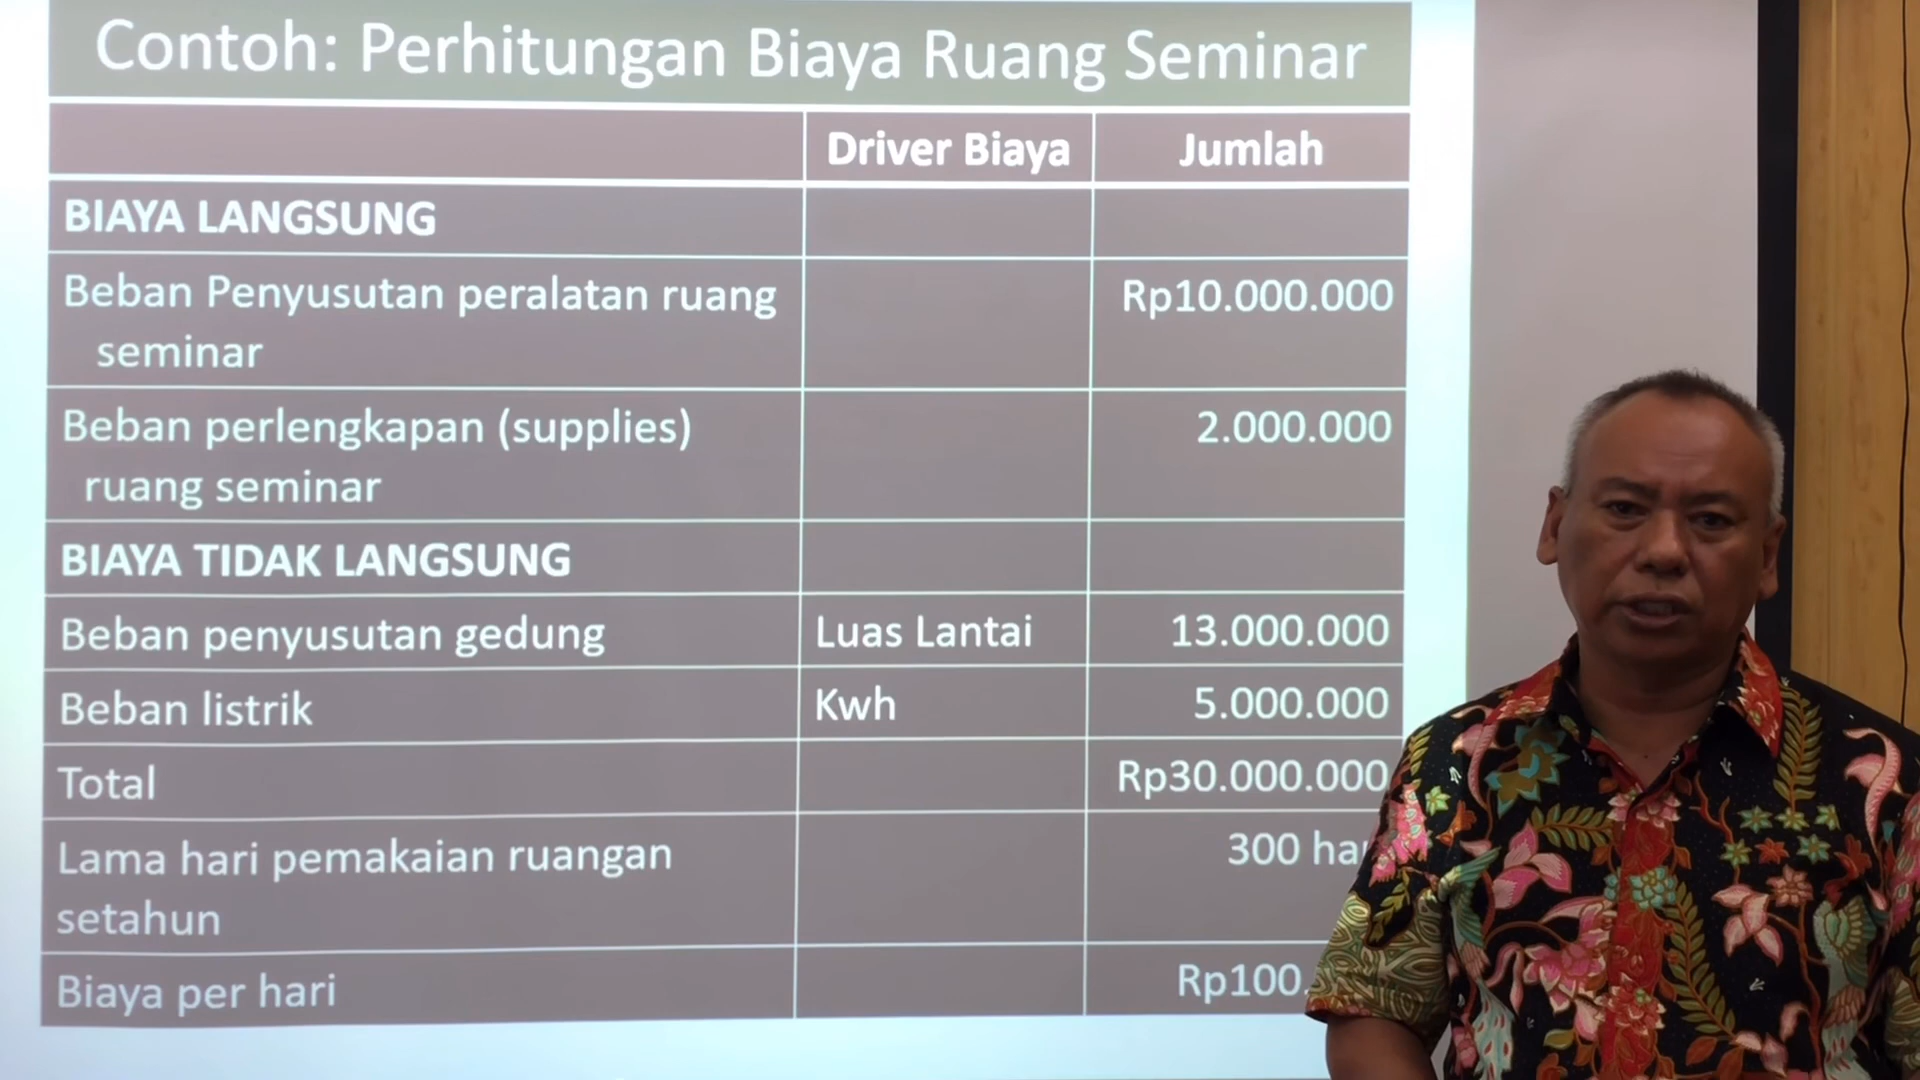 Contoh: Perhitungan Biaya Ruang Seminar
Driver Biaya Jumlah
BIAYA LANGSUNG
Beban Penyusutan peralatan ruang Rp10.000.000
seminar
Beban perlengkapan (supplies) 2.000.000
ruang seminar
BIAYA TIDAK LANGSUNG
Beban penyusutan gedung Luas Lantai 13.000.000
Beban listrik Kwh 5.000.000
Total Rp30.000.000
Lama hari pemakaian ruangan 300
setahun
Biaya per hari Rp100.